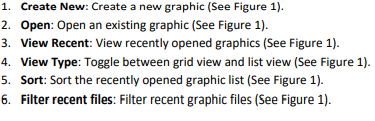 1. Create New: Create a new graphic (See Figure 1).
2. Open: Open an existing graphic (See Figure 1).
3. View Recent: View recently opened graphics (See Figure 1).
4. View Type: Toggle between grid view and list view (See Figure 1).
5. Sort: Sort the recently opened graphic list (See Figure 1).
6. Filter recent files: Filter recent graphic files (See Figure 1).